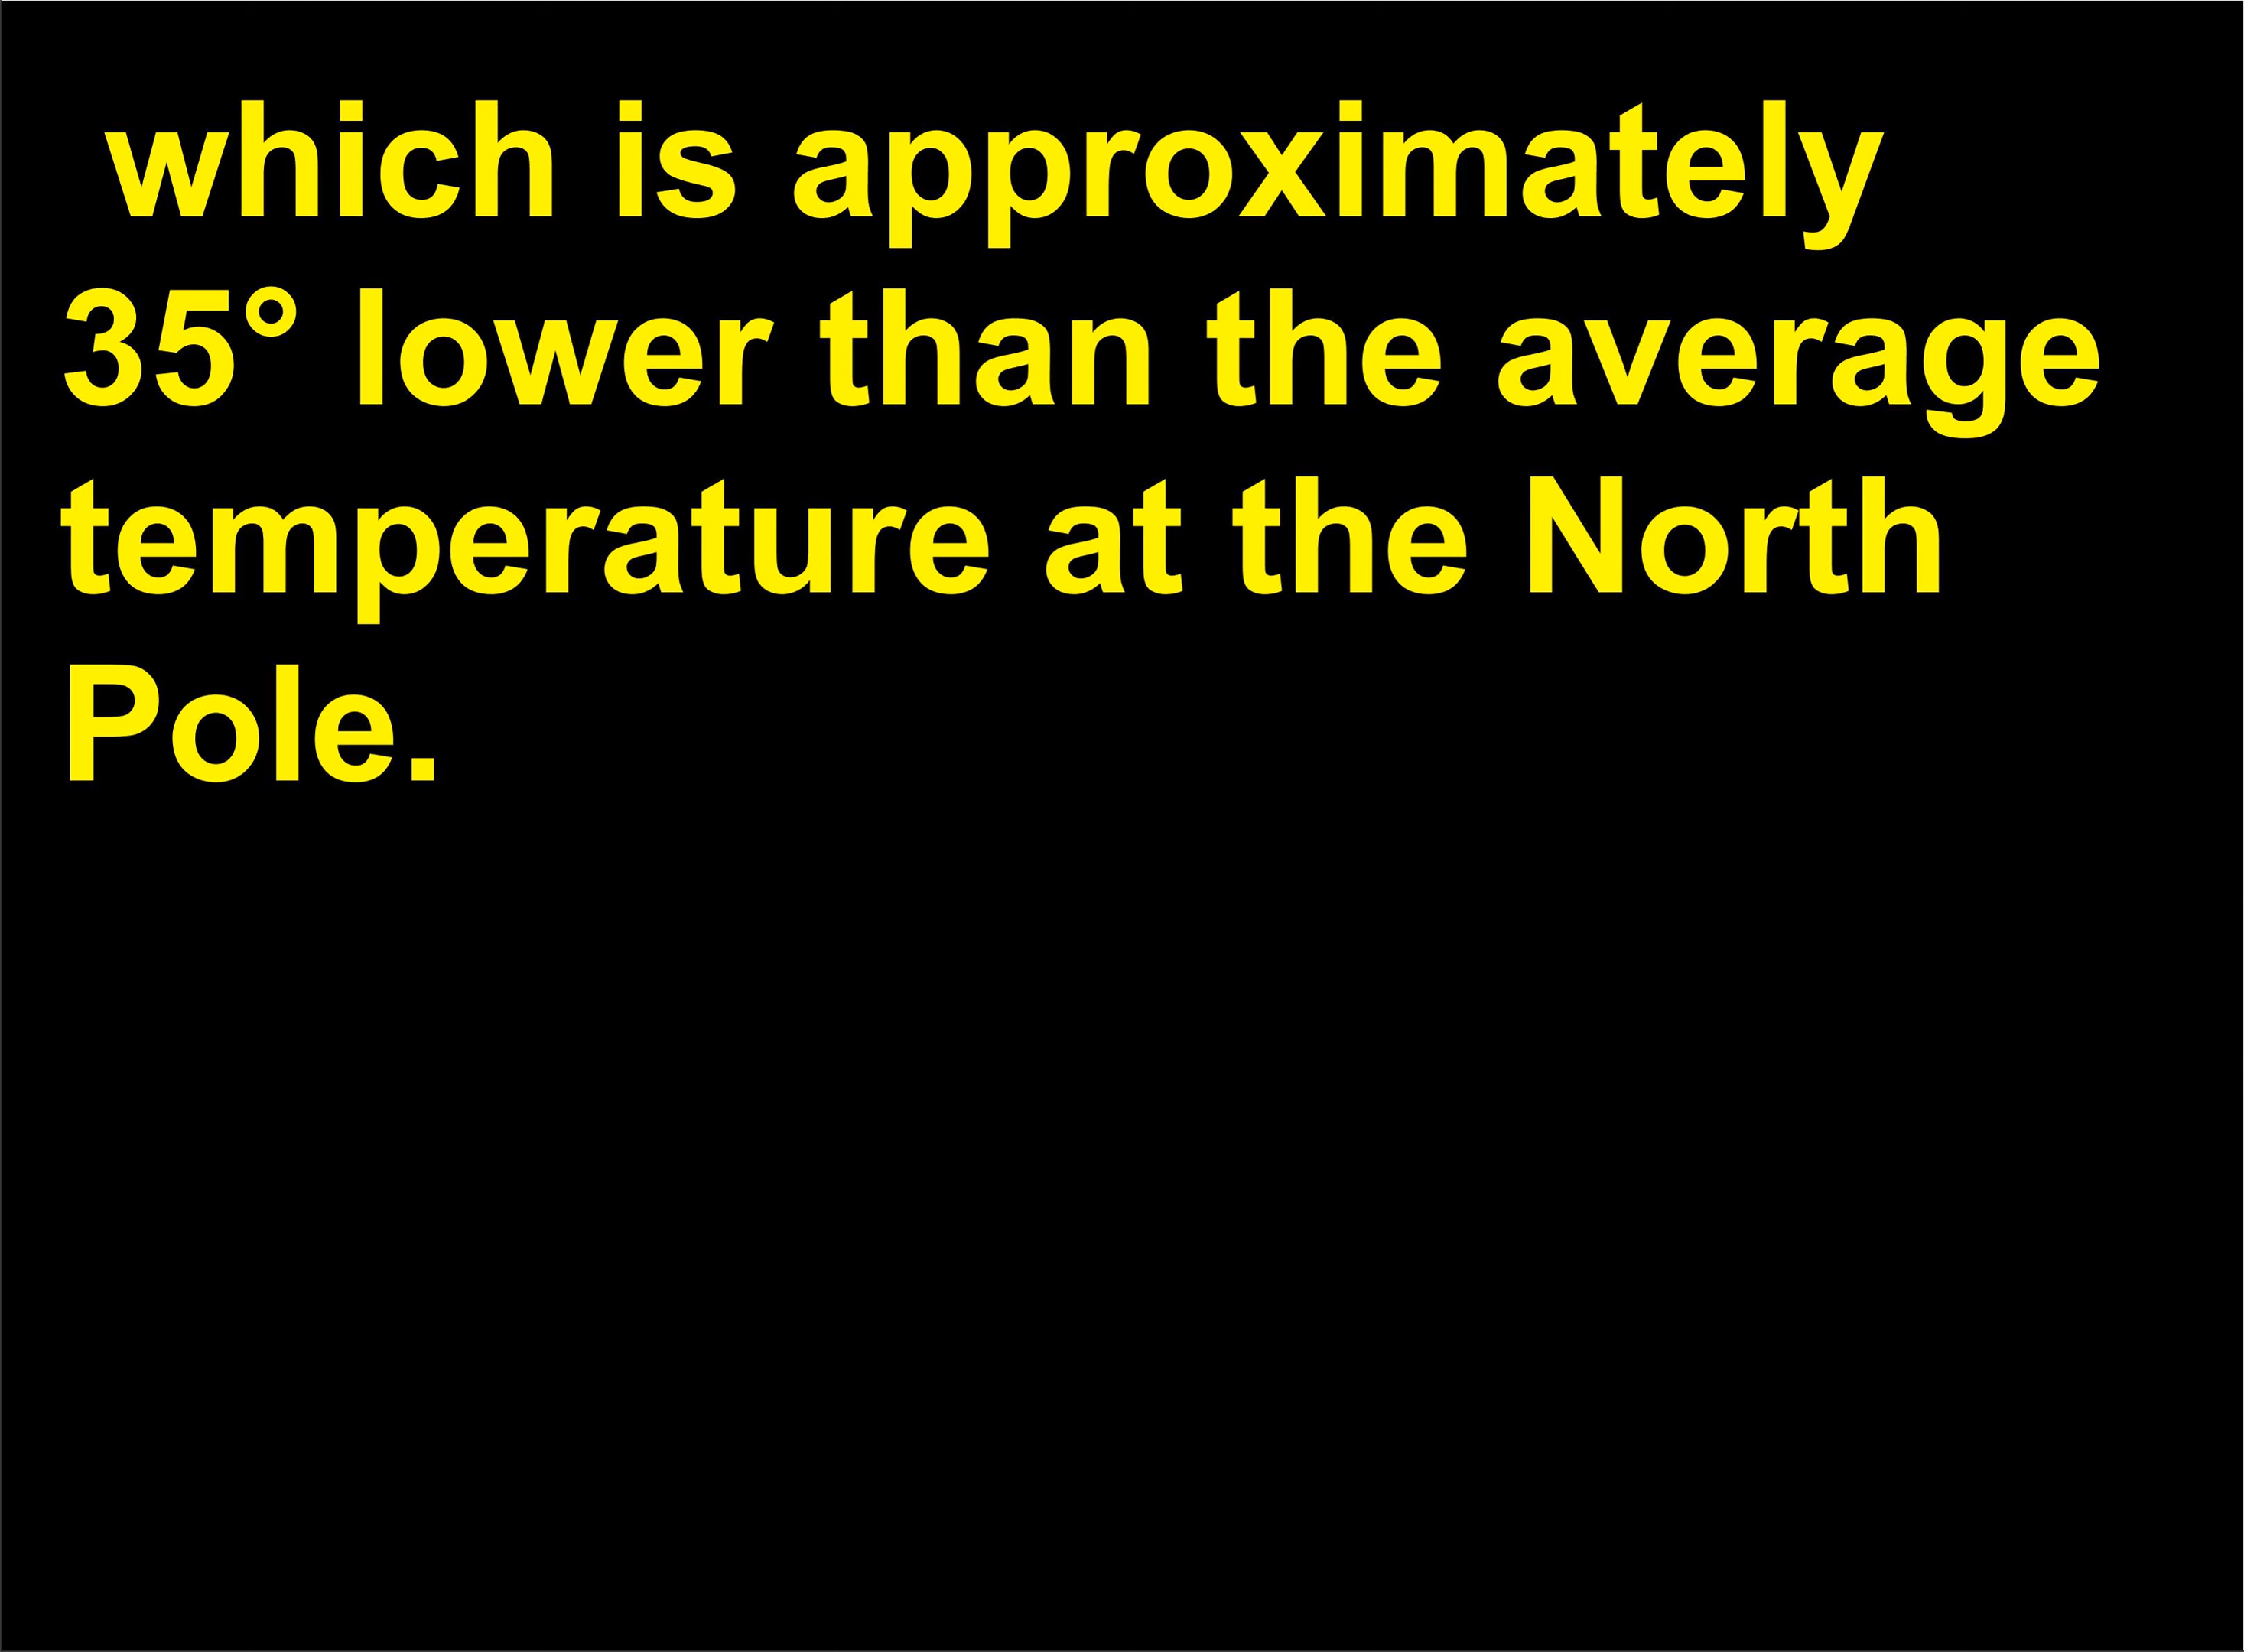 which is approximately
35° lower than the average
temperature at the North
Pole.